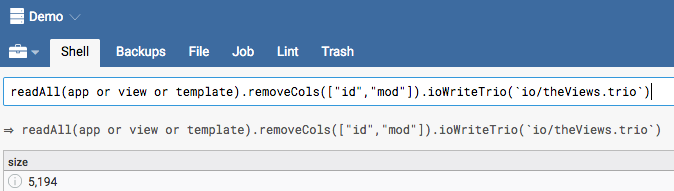 Demo
Shell Backups File Job Lint Trash
readAll(app or view or template).removeCols(["id","mod"]).ioWriteTrio(`io/theViews.trio`)
⇒ readAll(app or view or template).removeCols(["id","mod"]).ioWriteTrio(`io/theViews.trio`)
size
5,194